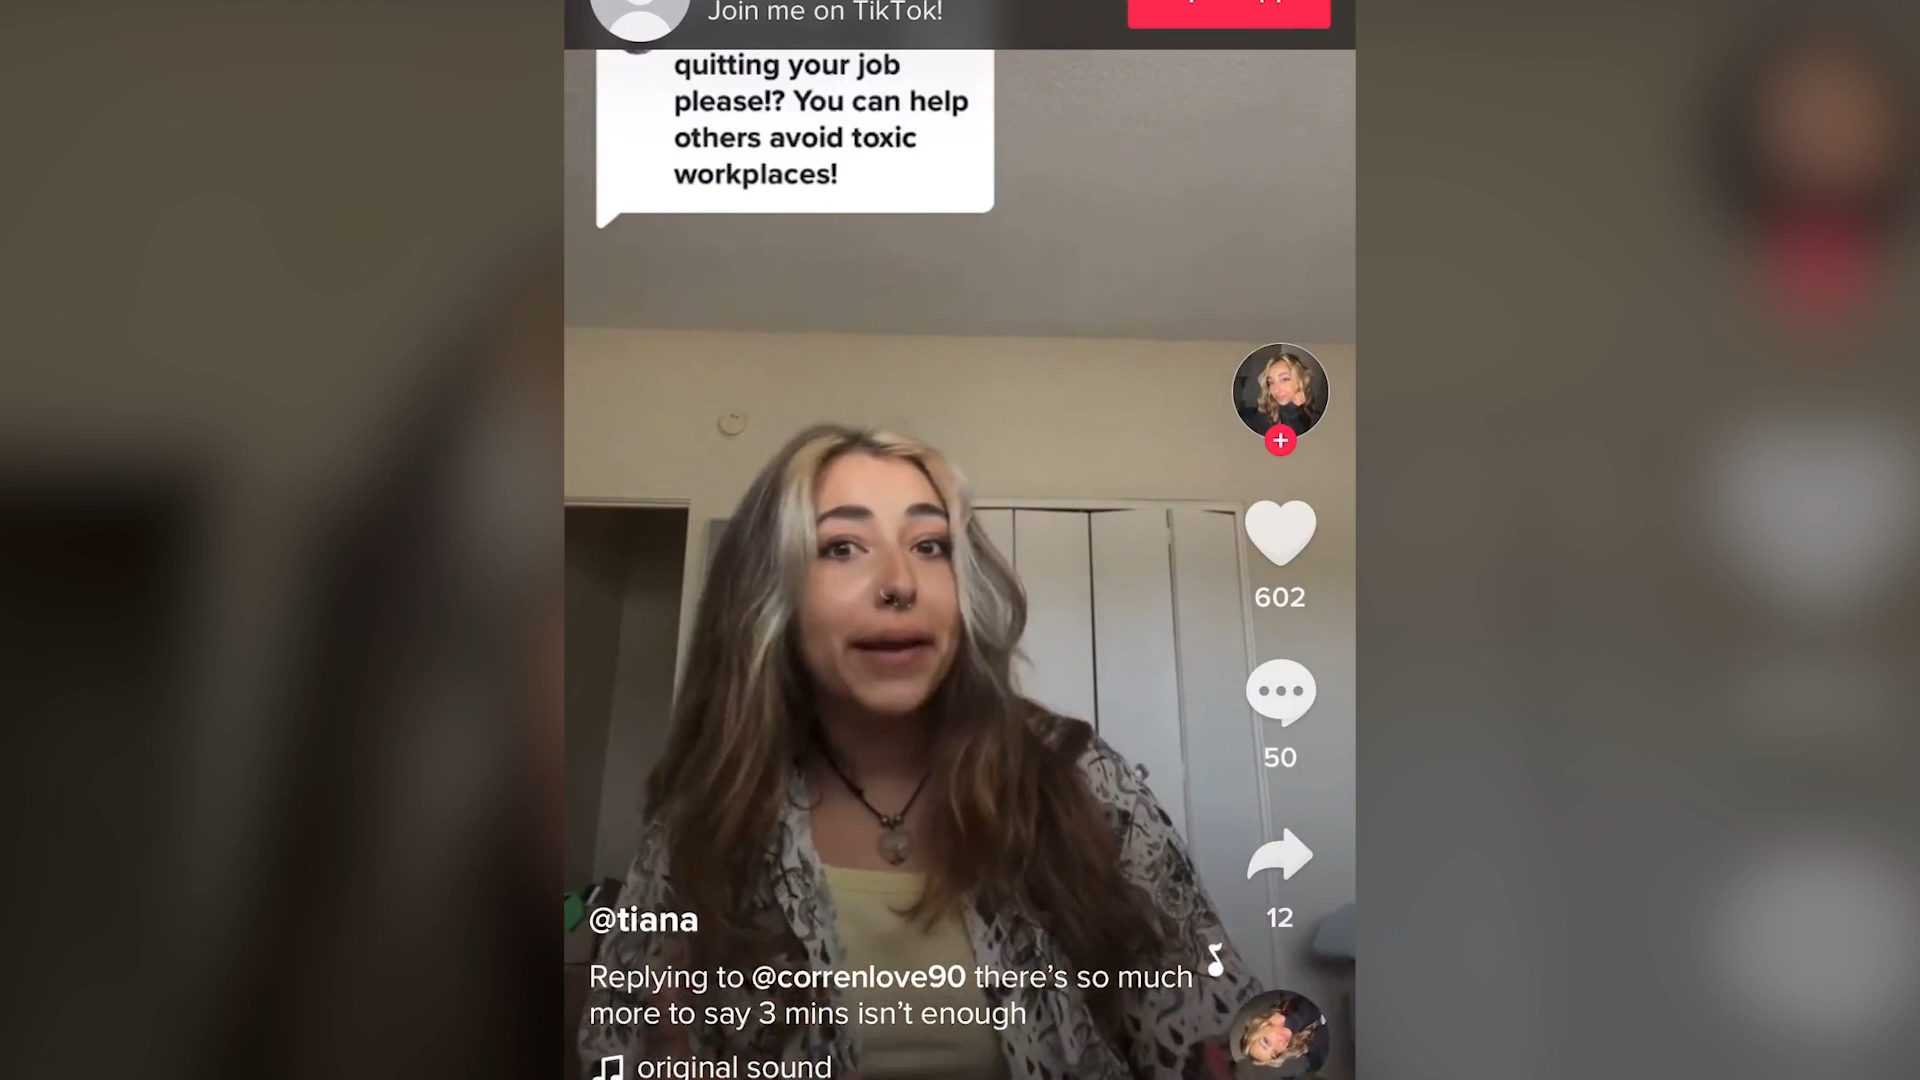 Join me on TikTok!
quitting your job
please!? You can help
others avoid toxic
workplaces!
602
50
12
@tiana
Replying to @correnlove90 there's so much
more to say 3 mins isn't enough
original sound